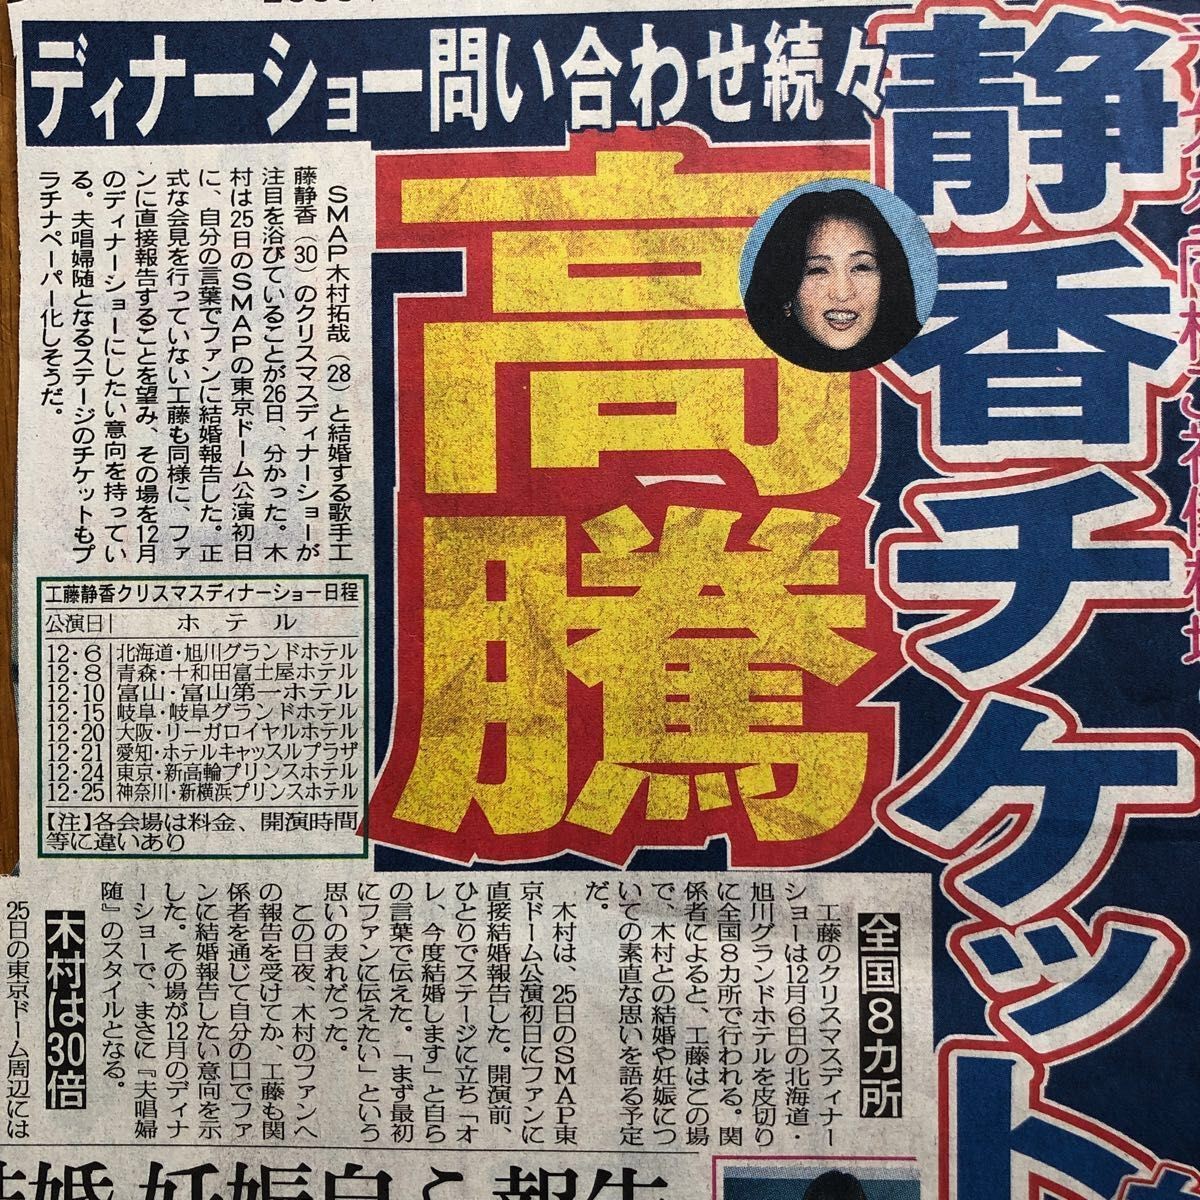 ディナーショー問い合わせ続々
静香チケット
高騰
SMAP木村拓哉（28）と結婚する歌手工
藤静香（30）のクリスマスディナーショーが
注目を浴びていることが26日、分かった。木
村は25日のSMAPの東京ドーム公演初日
に、自分の言葉でファンに結婚報告した。正
式な会見を行っていない工藤も同様に、ファ
ンに直接報告することを望み、その場を12月
のディナーショーにしたい意向を持ってい
る。夫唱婦随となるステージのチケットもプ
ラチナペーパー化しそうだ。
工藤静香クリスマスディナーショー日程
公演日 ホテル
12・6 北海道・旭川グランドホテル
12・8 青森・十和田富士屋ホテル
12・10 富山・富山第一ホテル
12・15 岐阜・岐阜グランドホテル
12・20 大阪・リーガロイヤルホテル
12・21 愛知・ホテルキャッスルプラザ
12・24 東京・新高輪プリンスホテル
12・25 神奈川・新横浜プリンスホテル
【注】各会場は料金、開演時間
等に違いあり
全国8カ所
工藤のクリスマスディナー
ショーは12月6日の北海道・
旭川グランドホテルを皮切り
に全国8カ所で行われる。関
係者によると、工藤はこの場
で、木村との結婚や妊娠につ
いての素直な思いを語る予定
だ。
木村は、25日のSMAP東
京ドーム公演初日にファンに
直接結婚報告した。開演前、
ひとりでステージに立ち「オ
レ、今度結婚します」と自ら
の言葉で伝えた。「まず最初
にファンに伝えたい」という
思いの表れだった。
この日夜、木村のファンへ
の報告を受けてか、工藤も関
係者を通じて自分の口でファ
ンに結婚報告したい意向を示
した。その場が12月のディナ
ーショーで、まさに『夫唱婦
随』のスタイルとなる。
木村は30倍
25日の東京ドーム周辺には